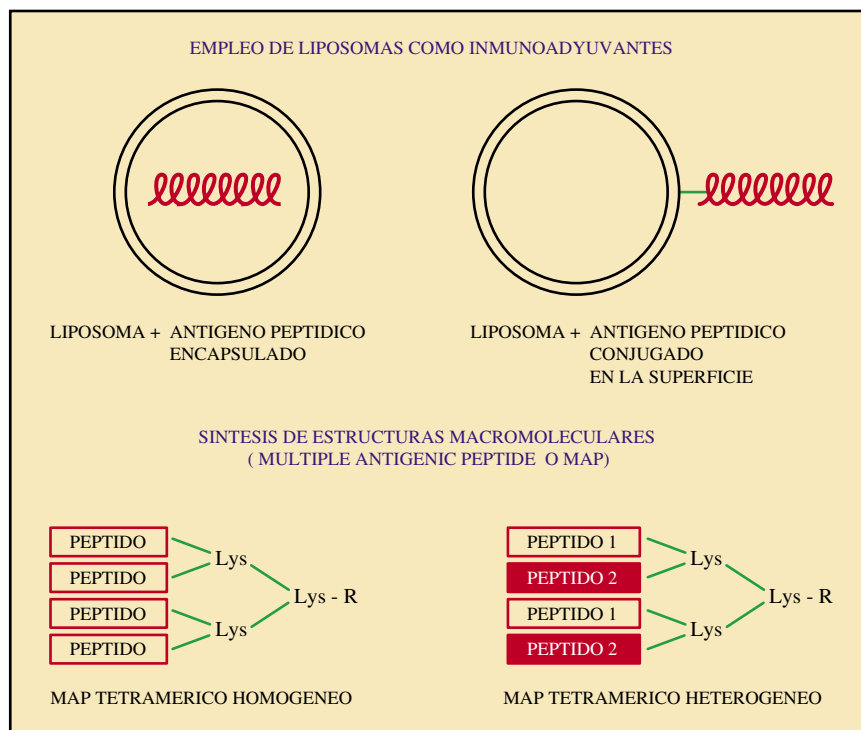 EMPLEO DE LIPOSOMAS COMO INMUNOADYUVANTES
LIPOSOMA + ANTIGENO PEPTIDICO
ENCAPSULADO
LIPOSOMA + ANTIGENO PEPTIDICO
CONJUGADO
EN LA SUPERFICIE
SINTESIS DE ESTRUCTURAS MACROMOLECULARES
( MULTIPLE ANTIGENIC PEPTIDE O MAP)
PEPTIDO
PEPTIDO
PEPTIDO
PEPTIDO
Lys
Lys
Lys - R
MAP TETRAMERICO HOMOGENEO
PEPTIDO 1
PEPTIDO 2
PEPTIDO 1
PEPTIDO 2
Lys
Lys
Lys - R
MAP TETRAMERICO HETEROGENEO